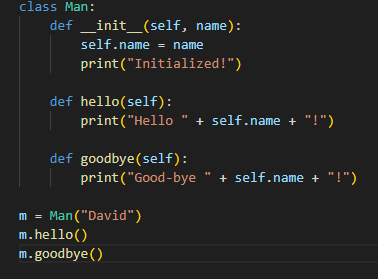 class Man:
    def __init__(self, name):
        self.name = name
        print("Initialized!")

    def hello(self):
        print("Hello " + self.name + "!")

    def goodbye(self):
        print("Good-bye " + self.name + "!")

m = Man("David")
m.hello()
m.goodbye()